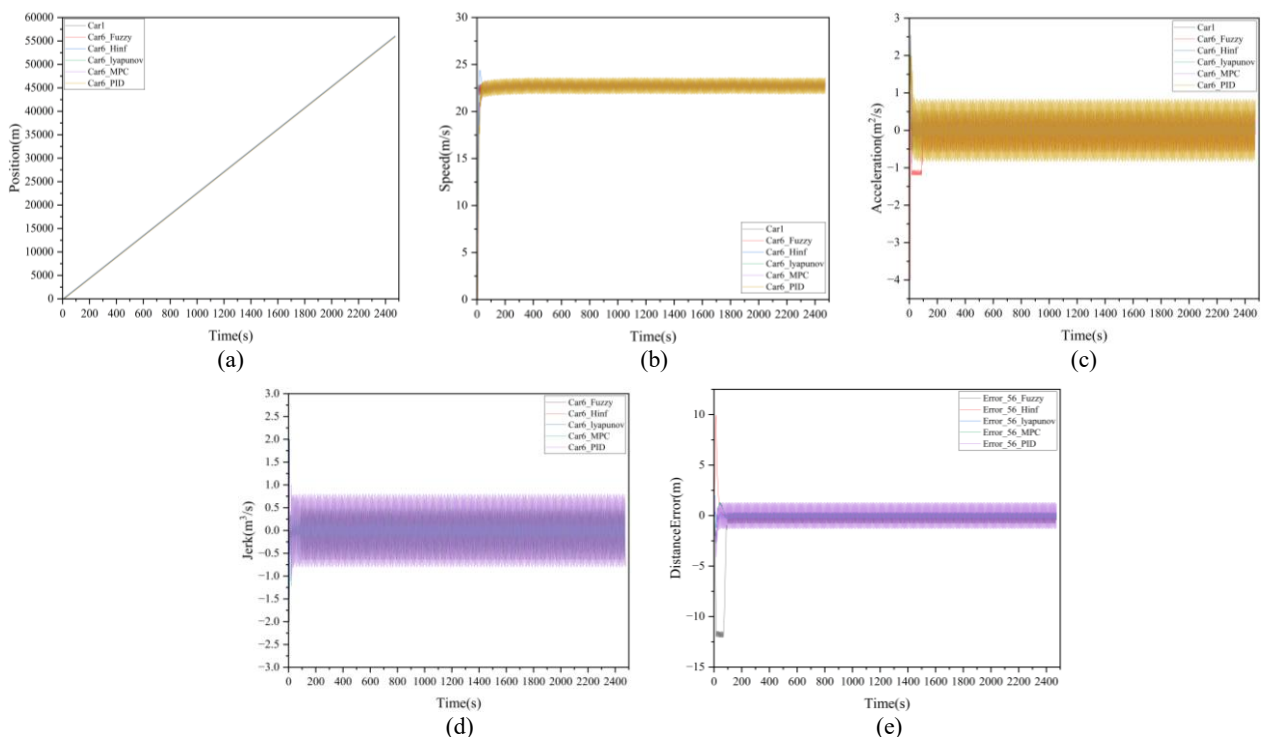 60000
55000
50000
45000
40000
35000
30000
25000
20000
15000
10000
5000
0
Position(m)
Car1
Car6_Fuzzy
Car6_Hinf
Car6_lyapunov
Car6_MPC
Car6_PID
0 200 400 600 800 1000 1200 1400 1600 1800 2000 2200 2400
Time(s)
(a)
30
25
20
15
10
5
0
Speed(m/s)
Car1
Car6_Fuzzy
Car6_Hinf
Car6_lyapunov
Car6_MPC
Car6_PID
0 200 400 600 800 1000 1200 1400 1600 1800 2000 2200 2400
Time(s)
(b)
3
2
1
0
−1
−2
−3
−4
Acceleration(m²/s)
Car1
Car6_Fuzzy
Car6_Hinf
Car6_lyapunov
Car6_MPC
Car6_PID
0 200 400 600 800 1000 1200 1400 1600 1800 2000 2200 2400
Time(s)
(c)
3.0
2.5
2.0
1.5
1.0
0.5
0.0
−0.5
−1.0
−1.5
−2.0
−2.5
−3.0
Jerk(m³/s)
Car6_Fuzzy
Car6_Hinf
Car6_lyapunov
Car6_MPC
Car6_PID
0 200 400 600 800 1000 1200 1400 1600 1800 2000 2200 2400
Time(s)
(d)
10
5
0
−5
−10
−15
DistanceError(m)
Error_56_Fuzzy
Error_56_Hinf
Error_56_lyapunov
Error_56_MPC
Error_56_PID
0 200 400 600 800 1000 1200 1400 1600 1800 2000 2200 2400
Time(s)
(e)